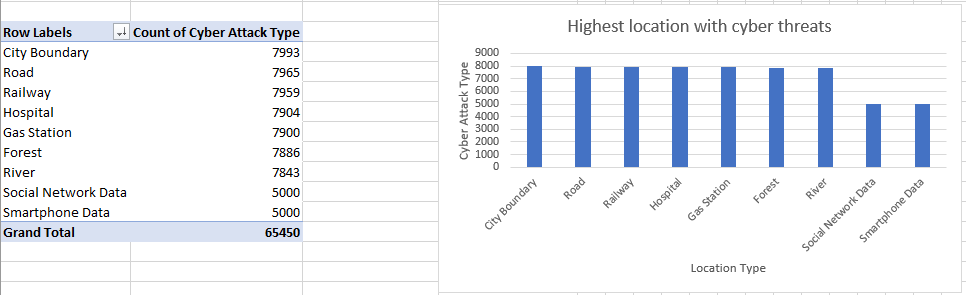 Row Labels Count of Cyber Attack Type
City Boundary 7993
Road 7965
Railway 7959
Hospital 7904
Gas Station 7900
Forest 7886
River 7843
Social Network Data 5000
Smartphone Data 5000
Grand Total 65450
Highest location with cyber threats
Cyber Attack Type
9000
8000
7000
6000
5000
4000
3000
2000
1000
0
City Boundary
Road
Railway
Hospital
Gas Station
Forest
River
Social Network Data
Smartphone Data
Location Type